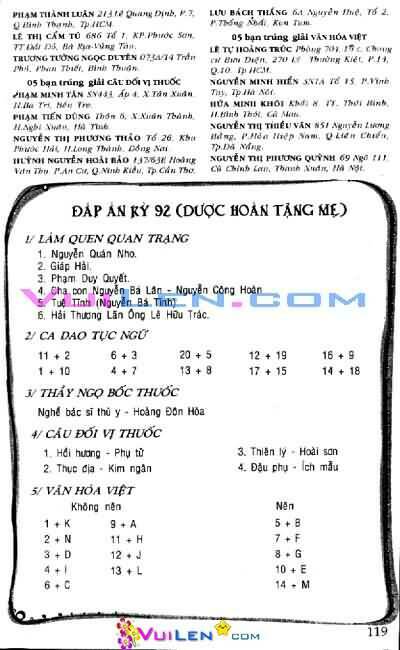 PHẠM THÀNH LUÂN 213 Lê Quang Định, P.7,
Q.Bình Thạnh, Tp.HCM.
LÊ THỊ CẨM TÚ 686 Tổ 1, KP.Phước Sơn,
TT Đất Đỏ, Bà Rịa-Vũng Tàu.
TRƯƠNG TƯỜNG NGỌC DUYÊN 073A/14 Trần
Phú, Phan Thiết, Bình Thuận.
05 bạn trúng giải CÂU ĐỐI VỊ THUỐC
PHẠM MINH TÂN SN443, Ấp 4, X.Tân Xuân,
H.Ba Tri, Bến Tre.
PHẠM TIẾN DŨNG Thôn 6, X.Xuân Thành,
H.Nghi Xuân, Hà Tĩnh.
NGUYỄN THỊ PHƯƠNG THẢO Tổ 26, Khu
Phước Hải, H.Long Thành, Đồng Nai.
HUỲNH NGUYỄN HOÀI BẢO 137/63E Hoàng
Văn Thụ, P.An Cư, Q.Ninh Kiều, Tp.Cần Thơ.
LƯU BÁCH THẮNG 6A Nguyễn Huệ, Tổ 2,
P.Thống Nhất, Kon Tum.
05 bạn trúng giải VĂN HÓA VIỆT
LÊ TỰ HOÀNG TRÚC Phòng 704, Lô c, Chung
cư Bưu Điện, 270 Lý Thường Kiệt, P.14,
Q.10, Tp.HCM.
NGUYỄN MINH HIẾN SN1A Tổ 15, P.Vinh
Tay, Tp.Hà Nội.
HỨA MINH KHÔI Khối 8, TT. Thới Bình,
H.Thới Bình, Cà Mau.
NGUYỄN THỊ THIỀU VÂN 851 Nguyễn Lương
Bằng, P.Hòa Hiệp Nam, Q.Liên Chiểu,
Tp.Đà Nẵng.
NGUYỄN THỊ PHƯƠNG QUỲNH 69 Ngõ 111,
Cù Chính Lan, Thanh Xuân, Hà Nội.
ĐÁP ÁN KỲ 92 (DƯỢC HOÀN TẶNG MẸ)
1/ LÀM QUEN QUAN TRẠNG
1. Nguyễn Quán Nho.
2. Giáp Hải.
3. Phạm Duy Quyết.
4. Cha con Nguyễn Bá Lân - Nguyễn Công Hoàn
5. Tuệ Tĩnh (Nguyễn Bá Tĩnh).
6. Hải Thượng Lãn Ông Lê Hữu Trác.
VUILEN.COM
2/ CA DAO TỤC NGỮ
11 + 2 6 + 3 20 + 5 12 + 19 16 + 9
1 + 10 4 + 7 13 + 8 17 + 15 14 + 18
3/ THẦY NGỌ BỐC THUỐC
Nghề bác sĩ thú y - Hoàng Đôn Hòa
4/ CÂU ĐỐI VỊ THUỐC
1. Hồi hương - Phụ tử 3. Thiên lý - Hoài sơn
2. Thục địa - Kim ngân 4. Đậu phụ - Ích mẫu
5/ VĂN HÓA VIỆT
Không nên Nên
1 + K 9 + A 5 + B
2 + N 11 + H 7 + F
3 + D 12 + J 8 + G
4 + I 13 + L 10 + E
6 + C 14 + M
119
VUILEN.COM